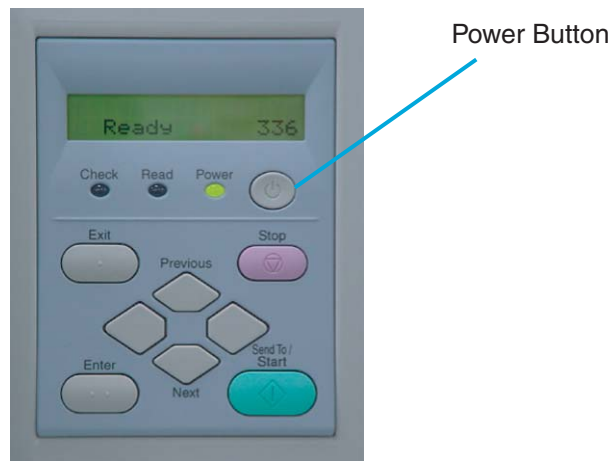 Power Button
Ready 336
Check Read Power
Exit Stop
Previous
Enter Send To /
Start
Next